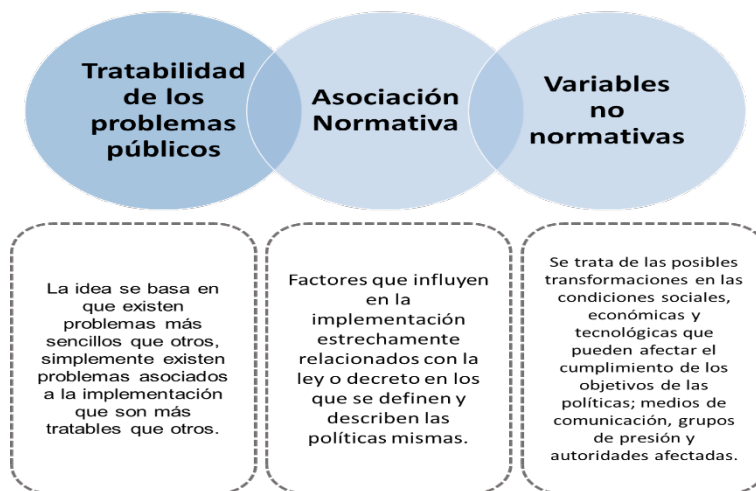 Tratabilidad
de los
problemas
públicos
Asociación
Normativa
Variables
no
normativas
La idea se basa en
que existen
problemas más
sencillos que otros,
simplemente existen
problemas asociados
a la implementación
que son más
tratables que otros.
Factores que influyen
en la
implementación
estrechamente
relacionados con la
ley o decreto en los
que se definen y
describen las
políticas mismas.
Se trata de las posibles
transformaciones en las
condiciones sociales,
económicas y
tecnológicas que
pueden afectar el
cumplimiento de los
objetivos de las
políticas; medios de
comunicación, grupos
de presión y
autoridades afectadas.